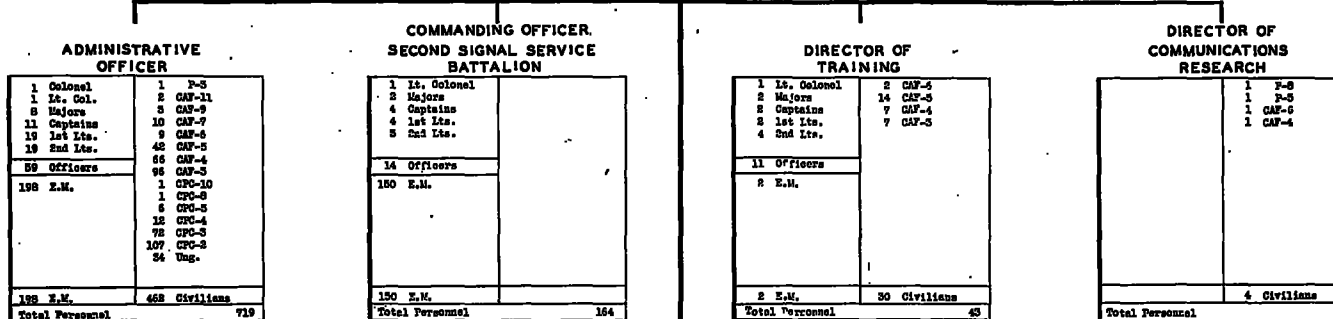 ADMINISTRATIVE
OFFICER
1 Colonel
1 Lt. Col.
8 Majors
11 Captains
19 1st Lts.
19 2nd Lts.
59 Officers
198 E.M.
1 P-3
2 CAF-11
3 CAF-9
10 CAF-7
9 CAF-6
42 CAF-5
66 CAF-4
96 CAF-3
1 CPC-10
1 CPC-8
6 CPC-5
12 CPC-4
72 CPC-3
107 CPC-2
34 Ung.
198 E.M. 462 Civilians
Total Personnel 719
COMMANDING OFFICER,
SECOND SIGNAL SERVICE
BATTALION
1 Lt. Colonel
2 Majors
4 Captains
4 1st Lts.
3 2nd Lts.
14 Officers
150 E.M.
150 E.M.
Total Personnel 164
DIRECTOR OF
TRAINING
1 Lt. Colonel
2 Majors
2 Captains
2 1st Lts.
4 2nd Lts.
11 Officers
2 E.M.
2 CAF-6
14 CAF-5
7 CAF-4
7 CAF-3
2 E.M. 30 Civilians
Total Personnel 43
DIRECTOR OF
COMMUNICATIONS
RESEARCH
1 P-8
1 P-5
1 CAF-6
1 CAF-4
4 Civilians
Total Personnel